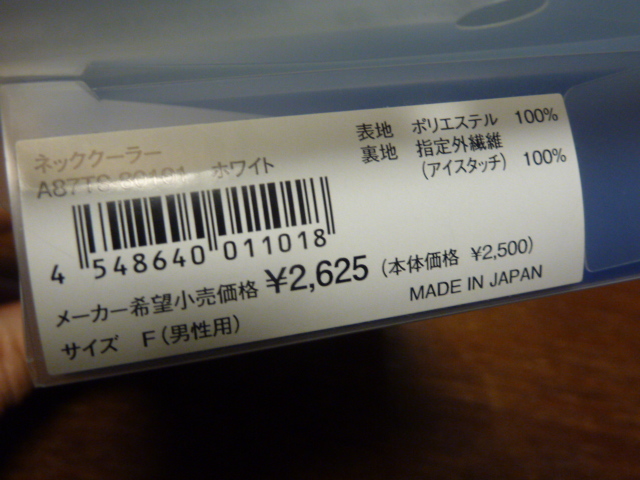 ネッククーラー
ホワイト
表地 ポリエステル 100%
裏地 指定外繊維
(アイスタッチ) 100%
4 548640 011018
メーカー希望小売価格 ¥2,625 (本体価格 ¥2,500)
MADE IN JAPAN
サイズ F(男性用)